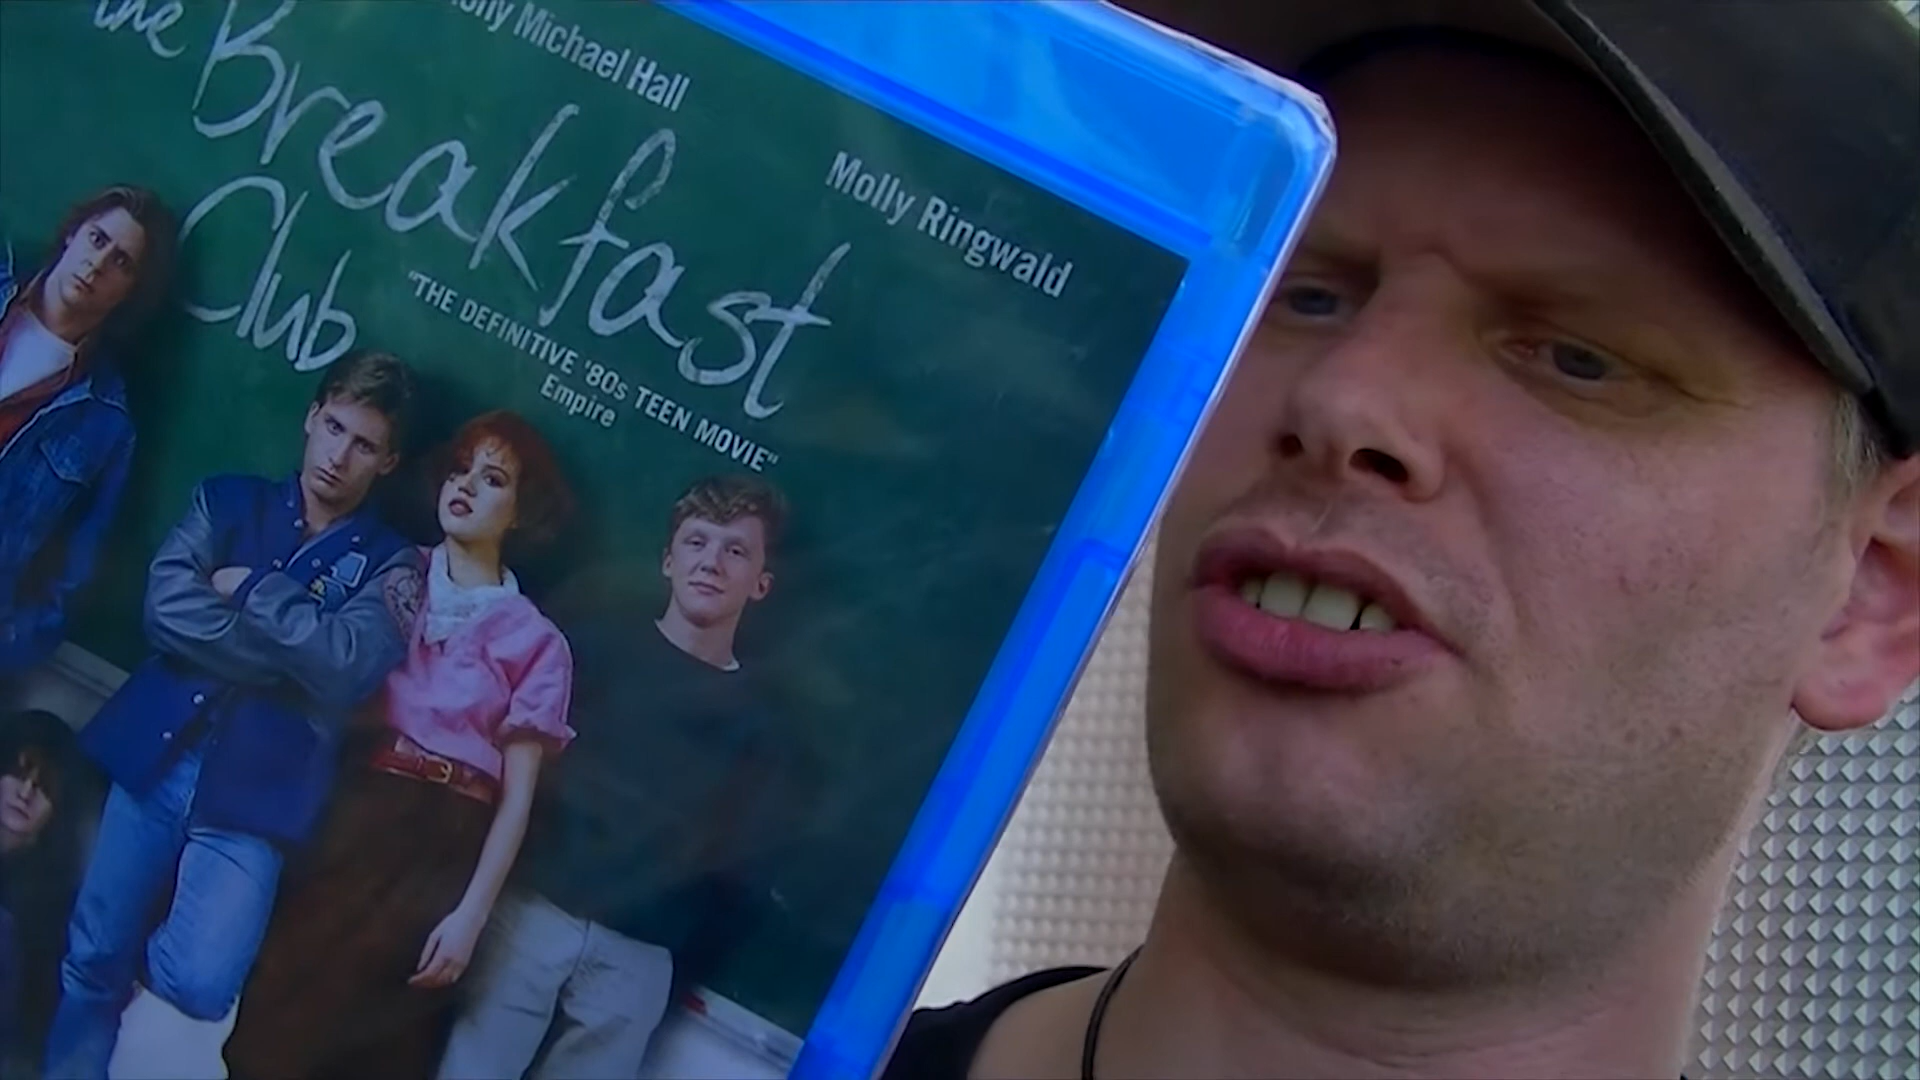 Michael Hall
Molly Ringwald
the Breakfast
Club
"THE DEFINITIVE '80s TEEN MOVIE"
Empire